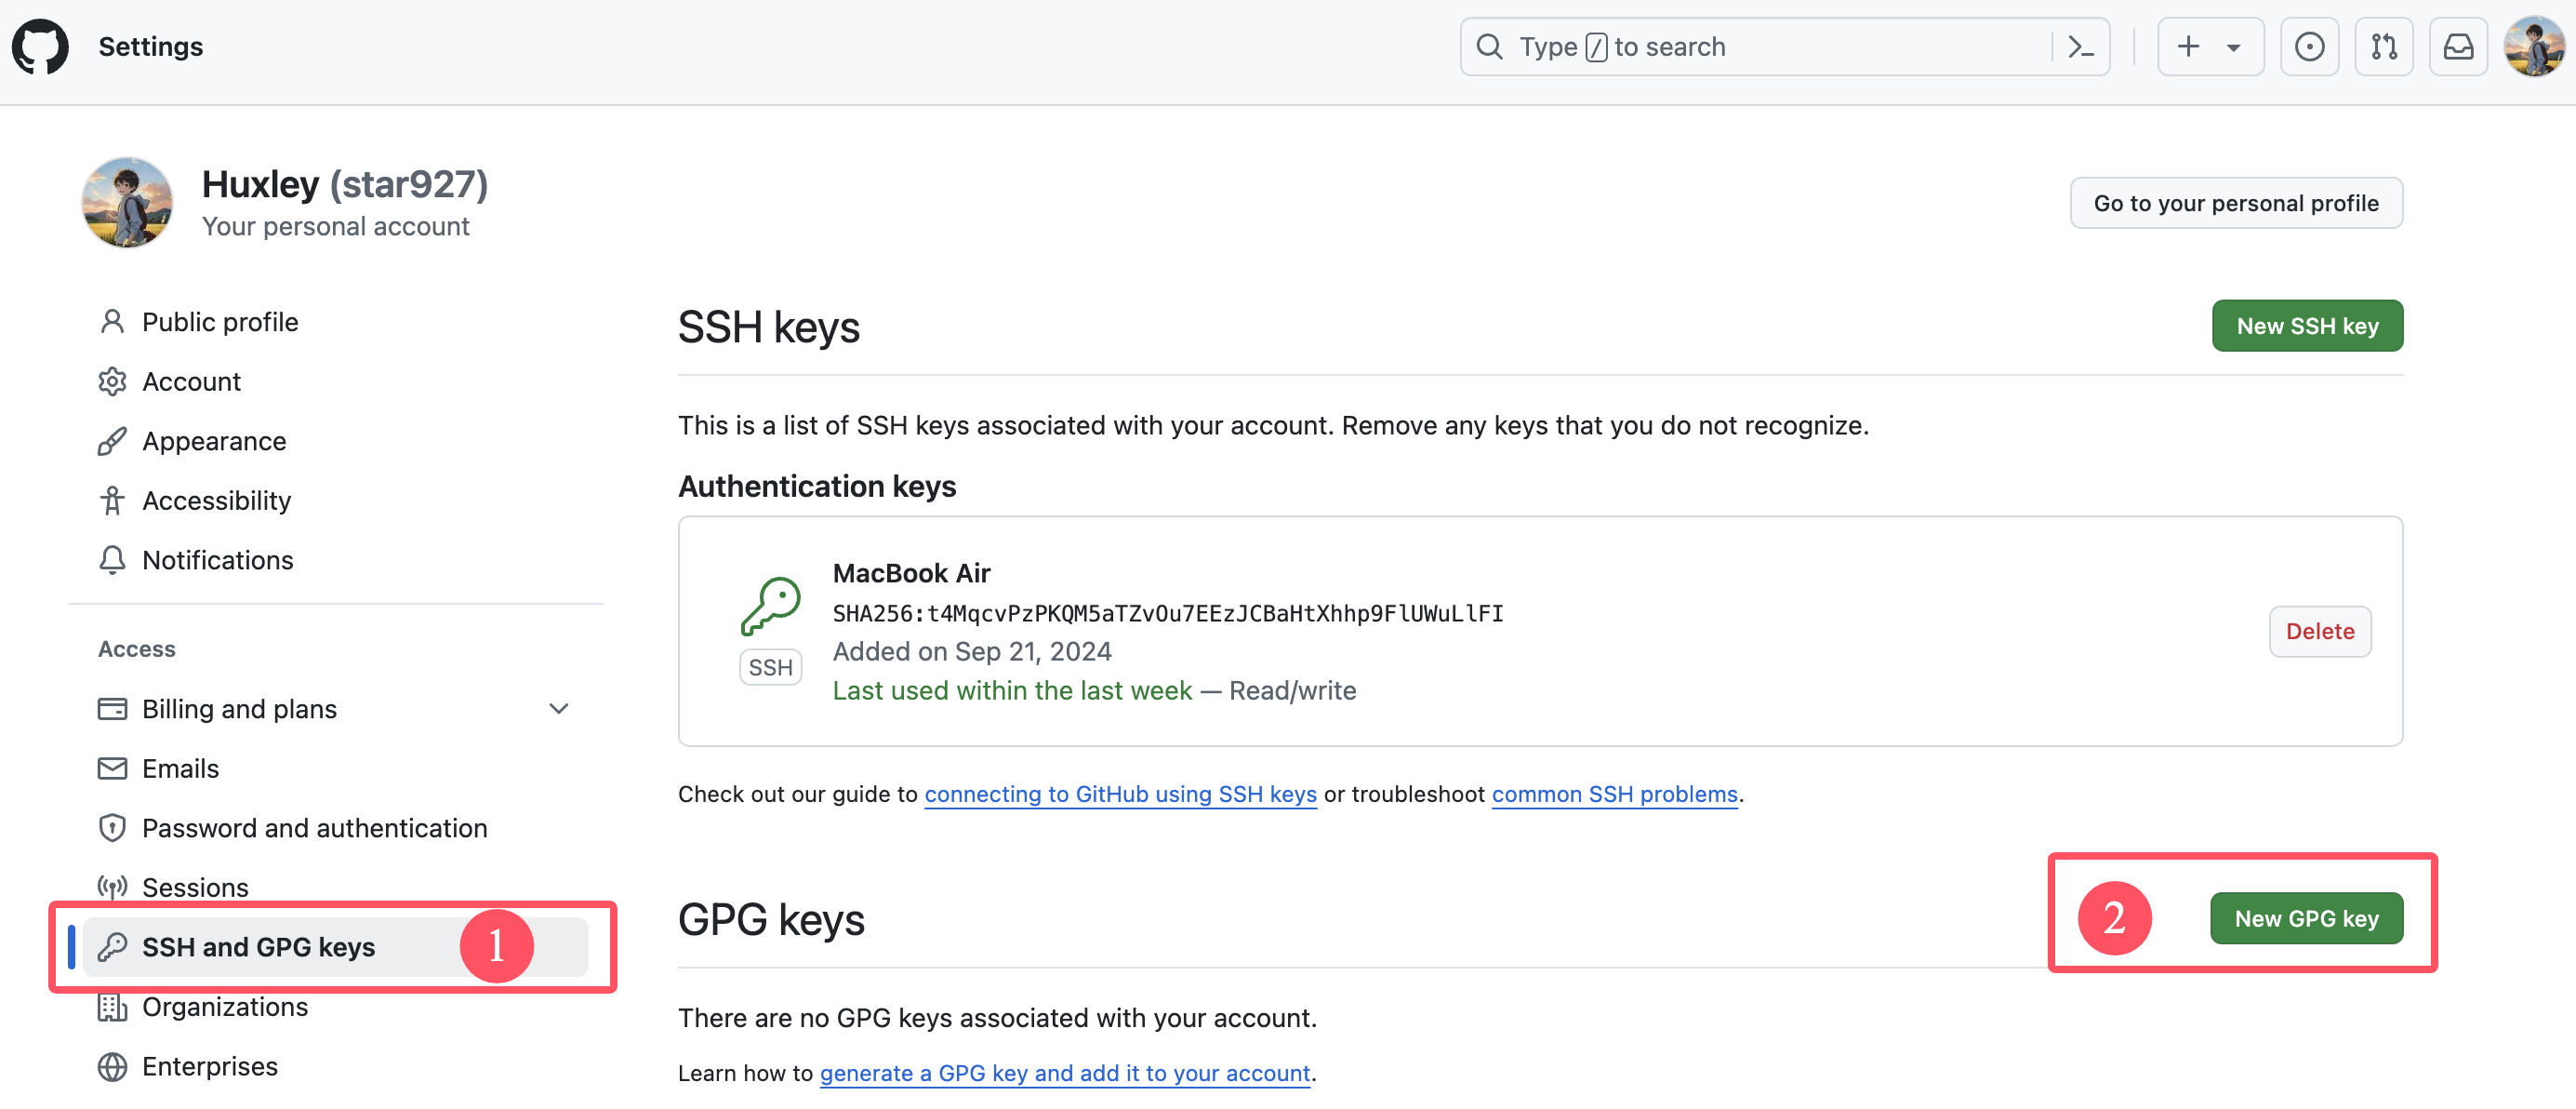 Settings
Type / to search
Huxley (star927)
Your personal account
Go to your personal profile
Public profile
Account
Appearance
Accessibility
Notifications
Access
Billing and plans
Emails
Password and authentication
Sessions
SSH and GPG keys
1
Organizations
Enterprises
SSH keys
New SSH key
This is a list of SSH keys associated with your account. Remove any keys that you do not recognize.
Authentication keys
MacBook Air
SHA256:t4MqcvPzPKQM5aTZvOu7EEzJCBaHtXhhp9FlUWuLlFI
SSH
Added on Sep 21, 2024
Last used within the last week — Read/write
Delete
Check out our guide to connecting to GitHub using SSH keys or troubleshoot common SSH problems.
GPG keys
2
New GPG key
There are no GPG keys associated with your account.
Learn how to generate a GPG key and add it to your account.